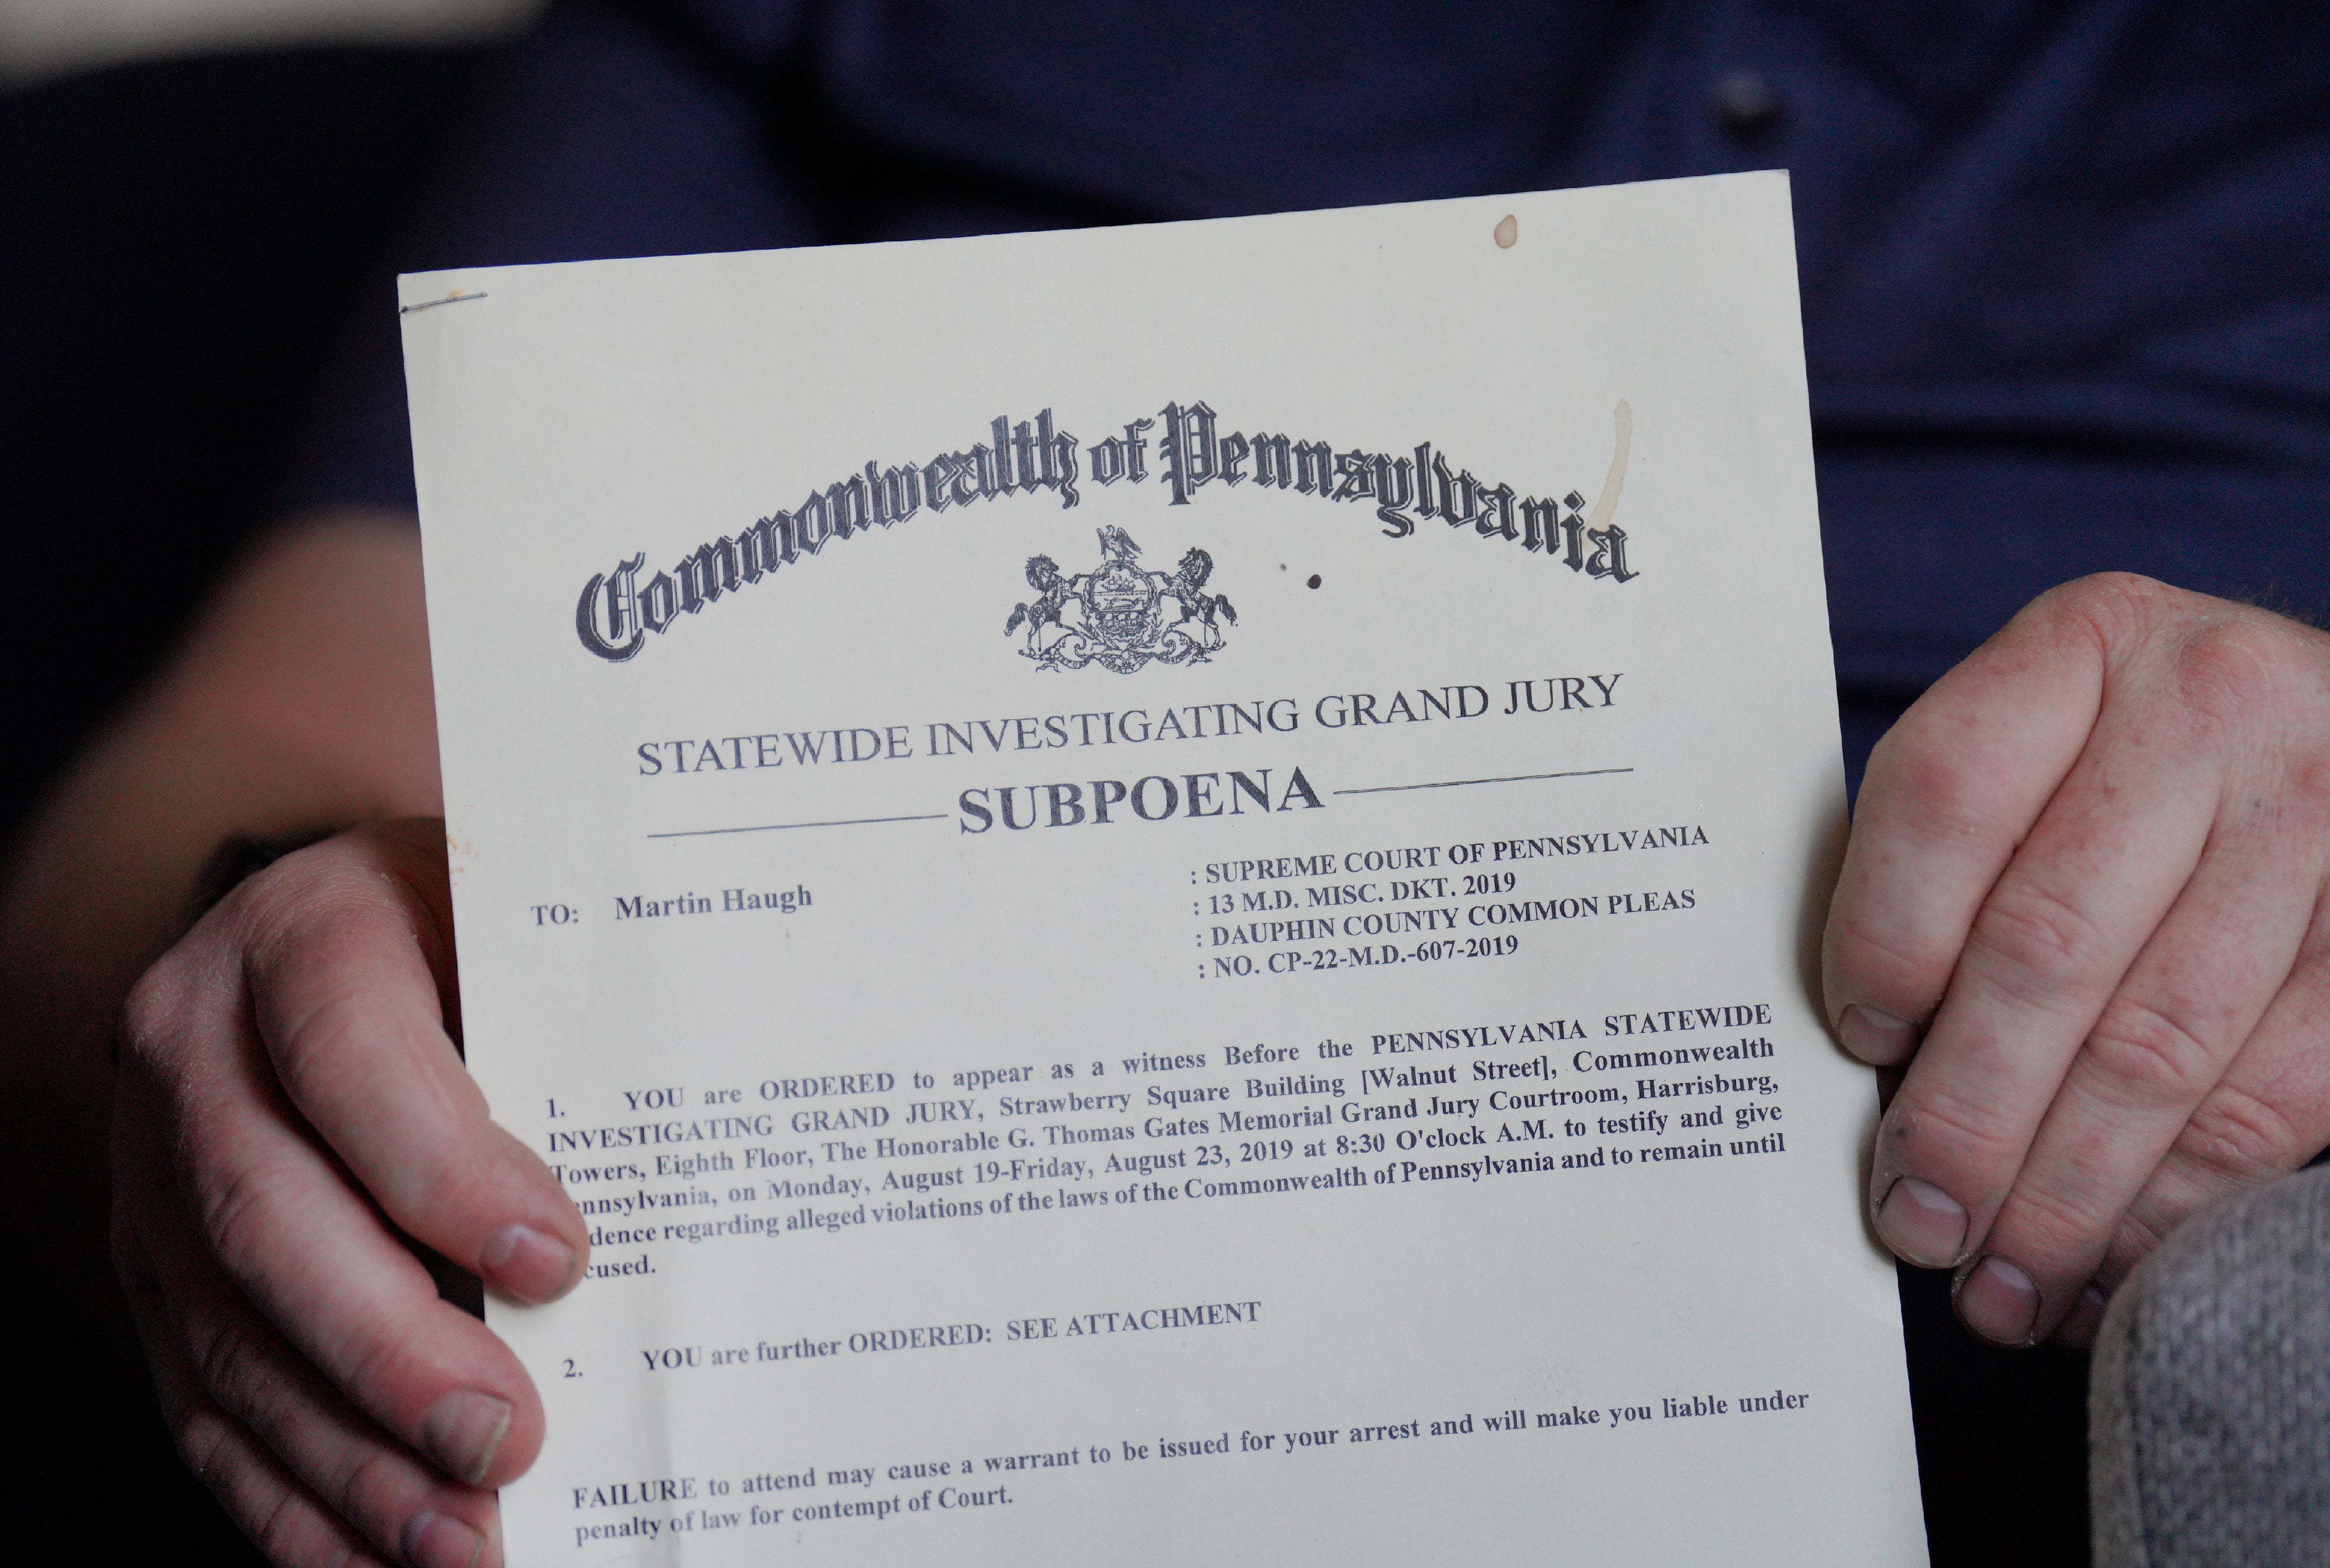 Commonwealth of Pennsylvania
STATEWIDE INVESTIGATING GRAND JURY
SUBPOENA
TO: Martin Haugh
: SUPREME COURT OF PENNSYLVANIA
: 13 M.D. MISC. DKT. 2019
: DAUPHIN COUNTY COMMON PLEAS
: NO. CP-22-M.D.-607-2019
1. YOU are ORDERED to appear as a witness Before the PENNSYLVANIA STATEWIDE
INVESTIGATING GRAND JURY, Strawberry Square Building [Walnut Street], Commonwealth
Towers, Eighth Floor, The Honorable G. Thomas Gates Memorial Grand Jury Courtroom, Harrisburg,
ennsylvania, on Monday, August 19-Friday, August 23, 2019 at 8:30 O'clock A.M. to testify and give
dence regarding alleged violations of the laws of the Commonwealth of Pennsylvania and to remain until
cused.
2. YOU are further ORDERED: SEE ATTACHMENT
FAILURE to attend may cause a warrant to be issued for your arrest and will make you liable under
penalty of law for contempt of Court.